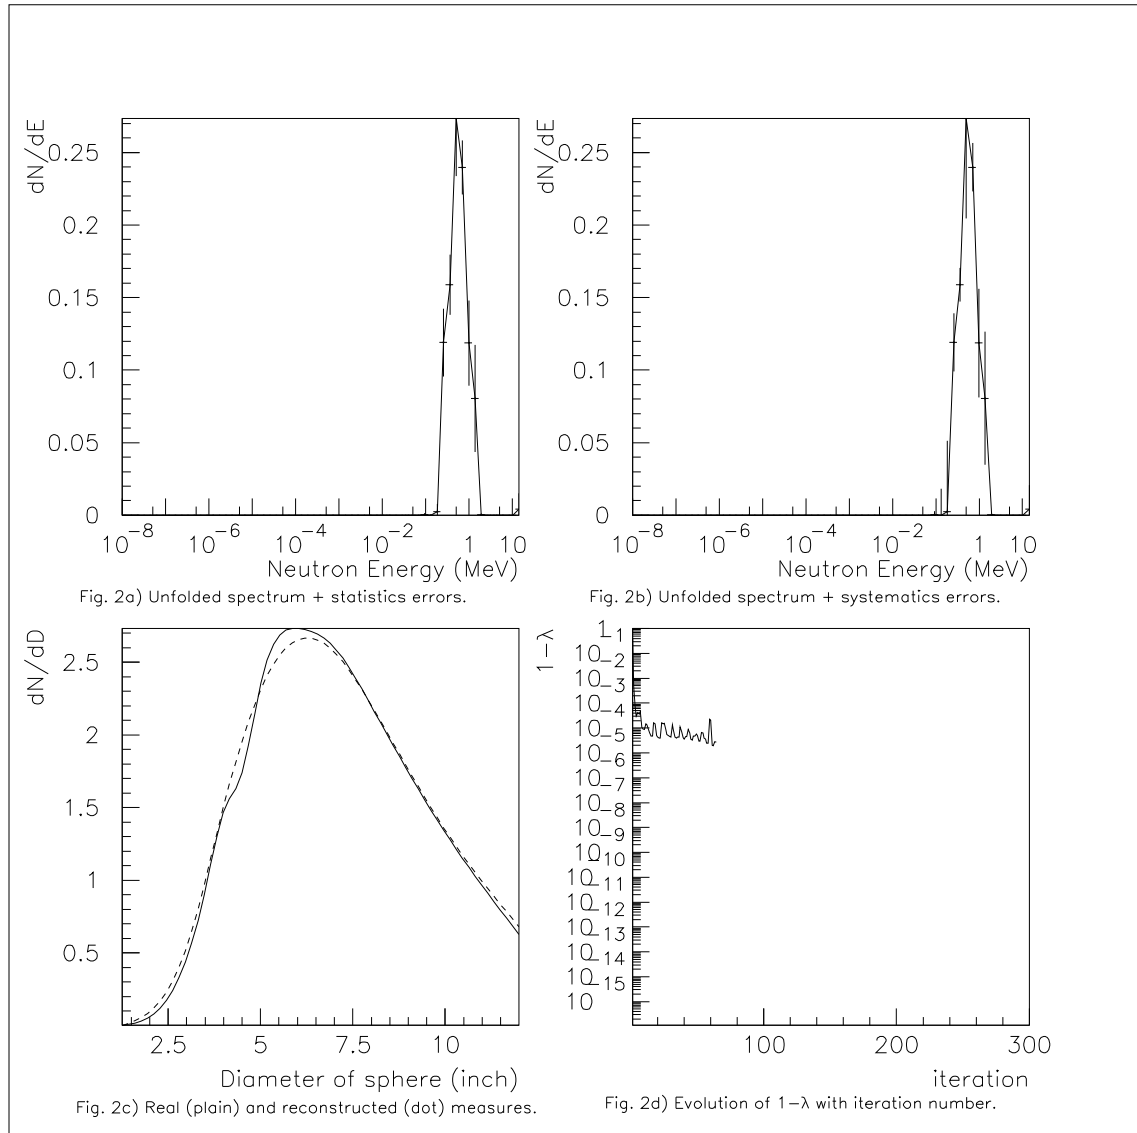 dN/dE
0.25
0.2
0.15
0.1
0.05
0
10-8 10-6 10-4 10-2 1 10
Neutron Energy (MeV)
Fig. 2a) Unfolded spectrum + statistics errors.
dN/dE
0.25
0.2
0.15
0.1
0.05
0
10-8 10-6 10-4 10-2 1 10
Neutron Energy (MeV)
Fig. 2b) Unfolded spectrum + systematics errors.
dN/dD
2.5
2
1.5
1
0.5
2.5 5 7.5 10
Diameter of sphere (inch)
Fig. 2c) Real (plain) and reconstructed (dot) measures.
1-λ
1
10-1
10-2
10-3
10-4
10-5
10-6
10-7
10-8
10-9
10-10
10-11
10-12
10-13
10-14
10-15
100 200 300
iteration
Fig. 2d) Evolution of 1-λ with iteration number.